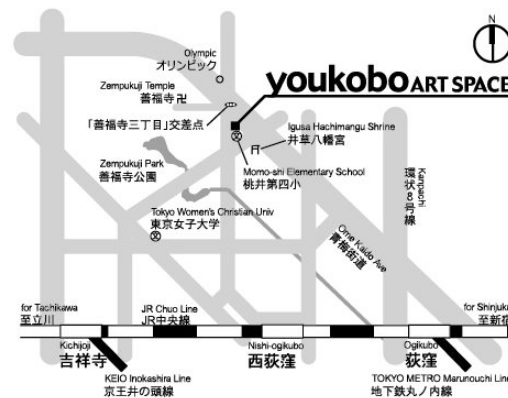 N
Olympic
オリンピック
youkobo ART SPACE
Zempukuji Temple
善福寺卍
「善福寺三丁目」交差点
Igusa Hachimangu Shrine
井草八幡宮
Zempukuji Park
善福寺公園
Momo-shi Elementary School
桃井第四小
Kanpachi
環状8号線
Tokyo Women's Christian Univ
東京女子大学
Ome Kaido Ave
青梅街道
for Tachikawa
至立川
JR Chuo Line
JR中央線
for Shinjuku
至新宿
Kichijoji
吉祥寺
Nishi-ogikubo
西荻窪
Ogikubo
荻窪
KEIO Inokashira Line
京王井の頭線
TOKYO METRO Marunouchi Line
地下鉄丸ノ内線